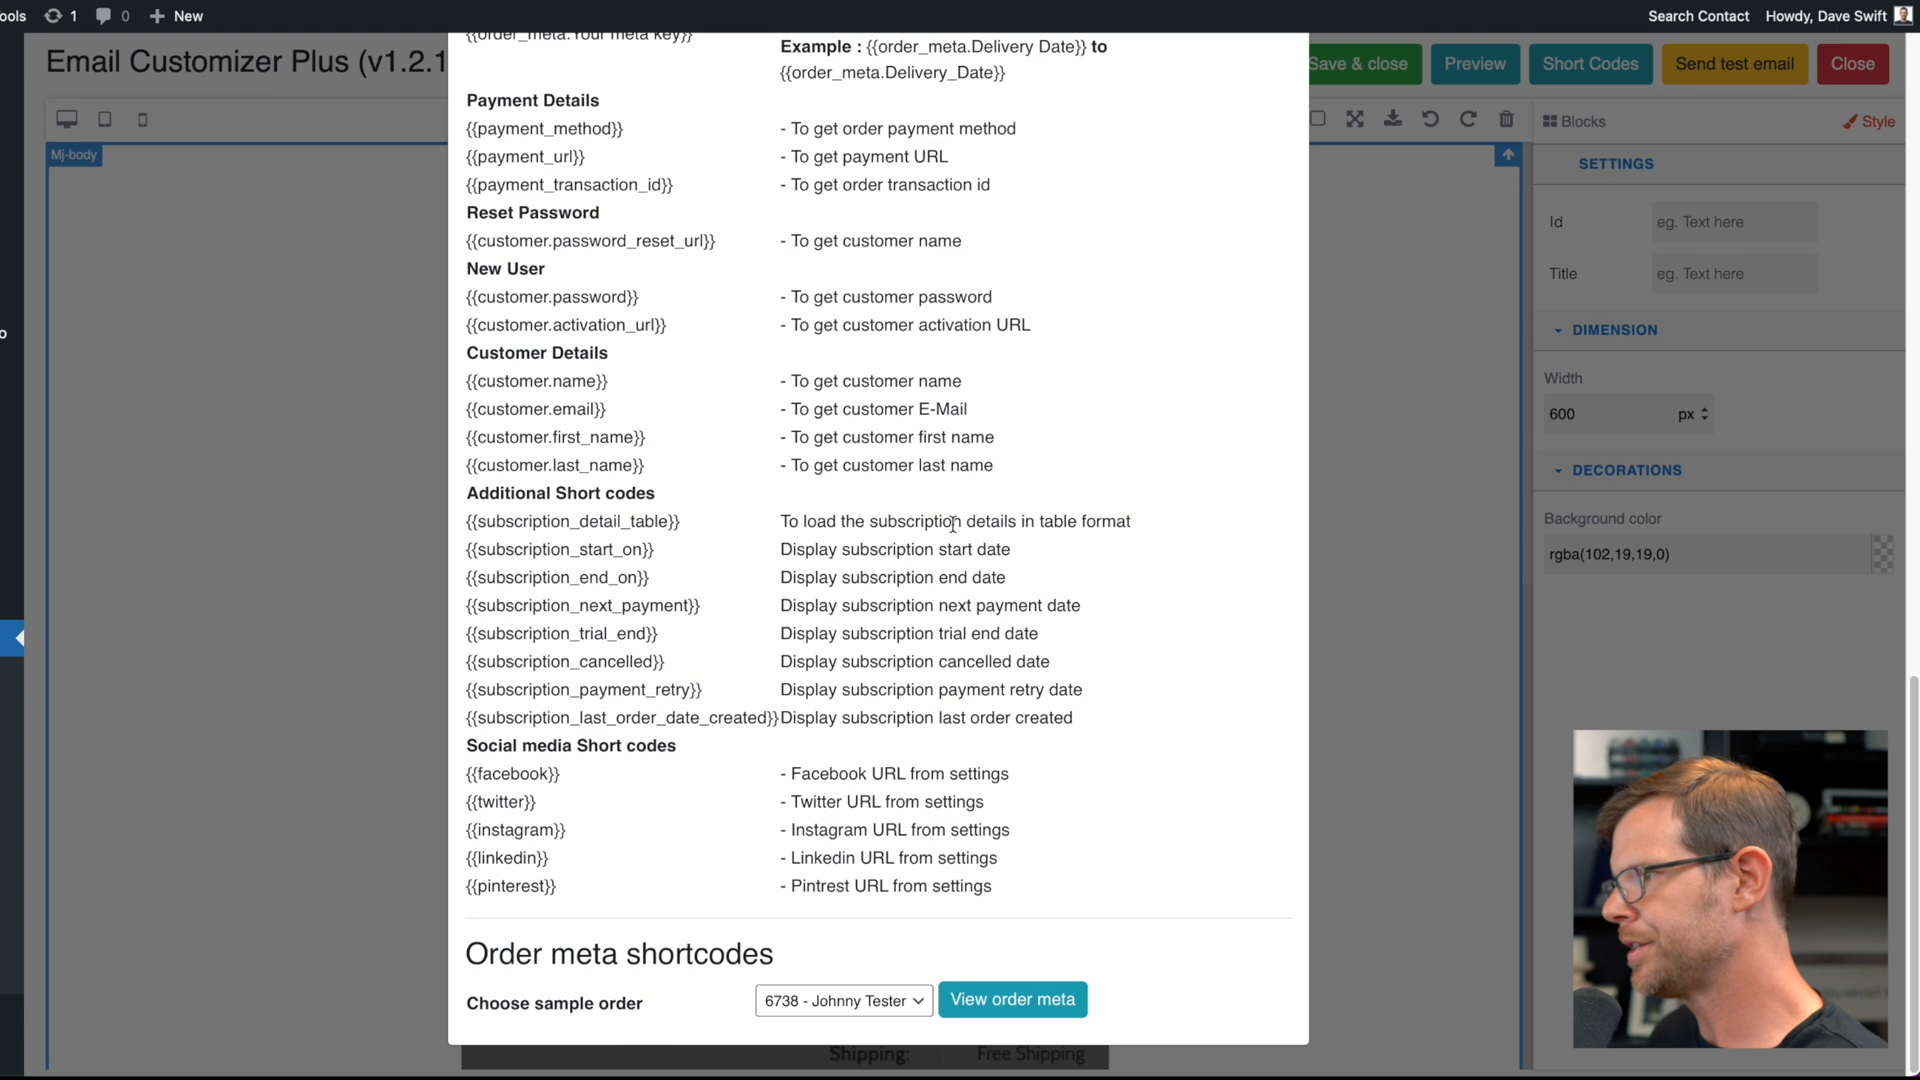 ools 1 0 New Search Contact Howdy, Dave Swift
Email Customizer Plus (v1.2.1
Save & close Preview Short Codes Send test email Close
{{order_meta.Your meta key}}
Example : {{order_meta.Delivery Date}} to
{{order_meta.Delivery_Date}}
Mj-body
Blocks Style
SETTINGS
Id eg. Text here
Title eg. Text here
DIMENSION
Width
600 px
DECORATIONS
Background color
rgba(102,19,19,0)
Payment Details
{{payment_method}} - To get order payment method
{{payment_url}} - To get payment URL
{{payment_transaction_id}} - To get order transaction id
Reset Password
{{customer.password_reset_url}} - To get customer name
New User
{{customer.password}} - To get customer password
{{customer.activation_url}} - To get customer activation URL
Customer Details
{{customer.name}} - To get customer name
{{customer.email}} - To get customer E-Mail
{{customer.first_name}} - To get customer first name
{{customer.last_name}} - To get customer last name
Additional Short codes
{{subscription_detail_table}} To load the subscription details in table format
{{subscription_start_on}} Display subscription start date
{{subscription_end_on}} Display subscription end date
{{subscription_next_payment}} Display subscription next payment date
{{subscription_trial_end}} Display subscription trial end date
{{subscription_cancelled}} Display subscription cancelled date
{{subscription_payment_retry}} Display subscription payment retry date
{{subscription_last_order_date_created}} Display subscription last order created
Social media Short codes
{{facebook}} - Facebook URL from settings
{{twitter}} - Twitter URL from settings
{{instagram}} - Instagram URL from settings
{{linkedin}} - Linkedin URL from settings
{{pinterest}} - Pintrest URL from settings
Order meta shortcodes
Choose sample order 6738 - Johnny Tester View order meta
Shipping: Free Shipping